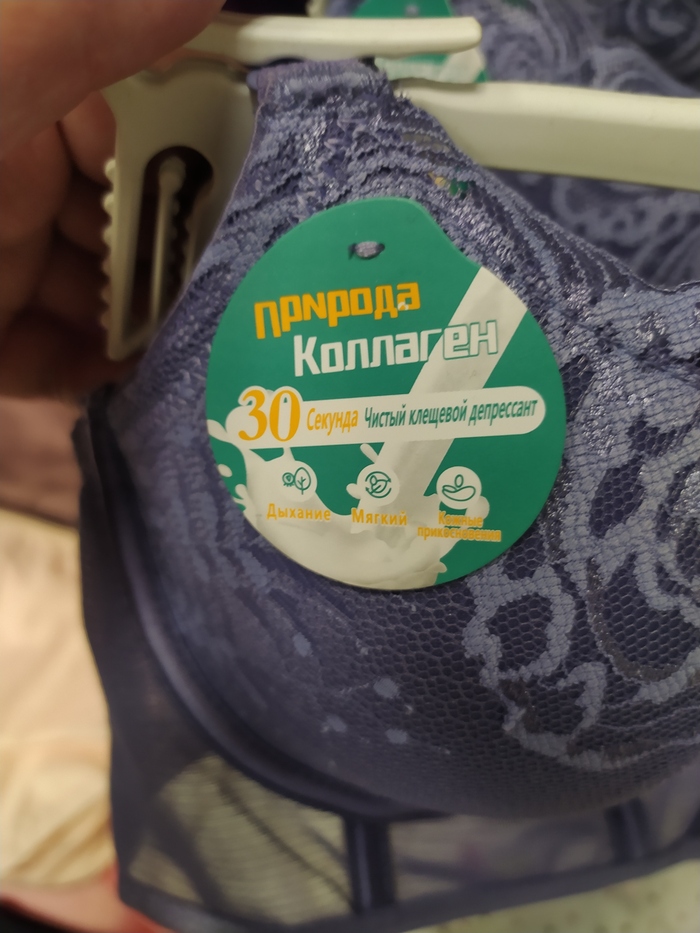 Природа
Коллаген
30 Секунда Чистый клещевой депрессант
Дыхание Мягкий Кожные
прикосновения